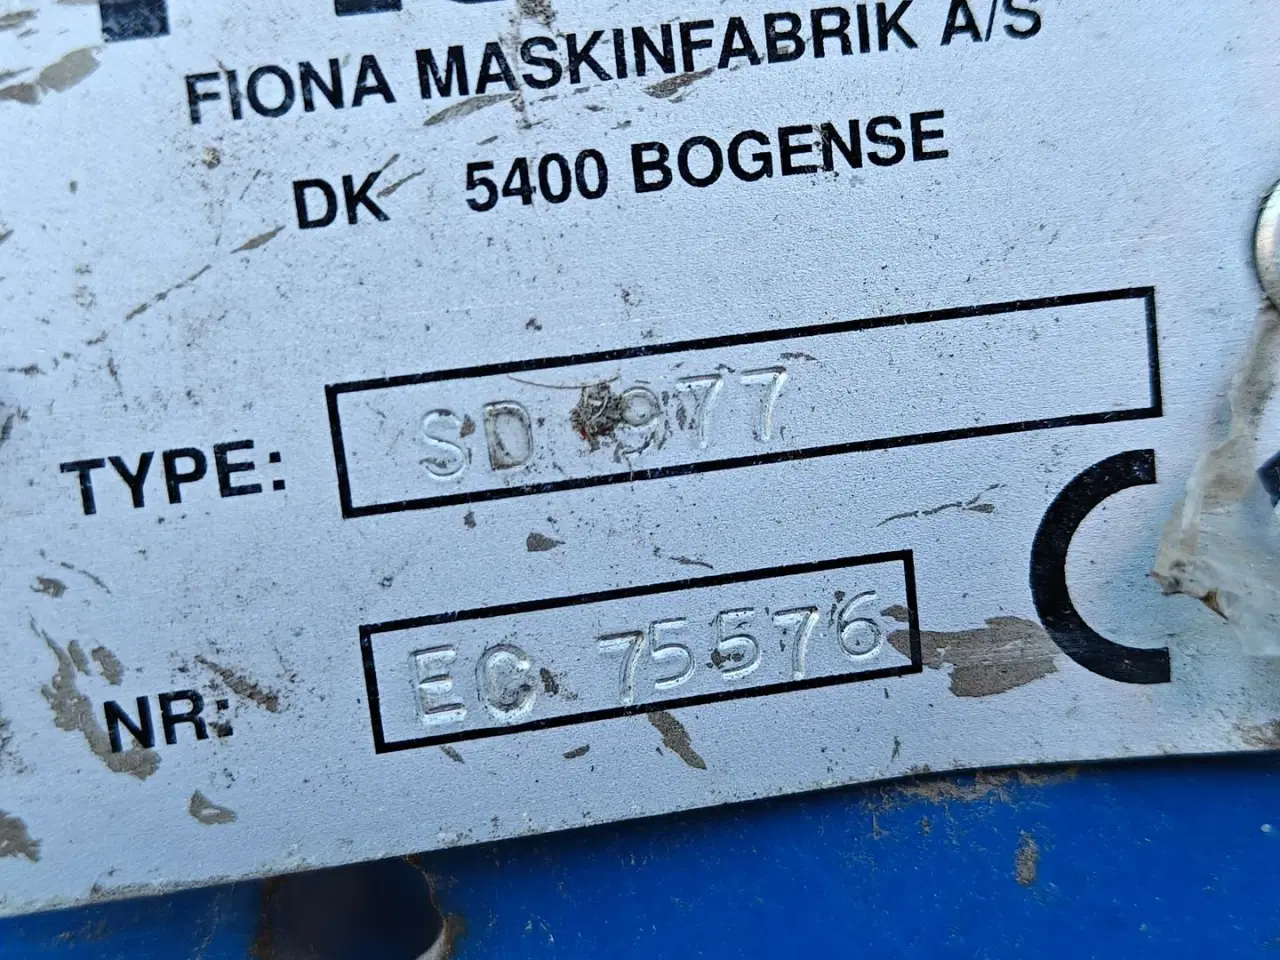 FIONA MASKINFABRIK A/S
DK 5400 BOGENSE
TYPE: SD 977
NR: EC 75576
C